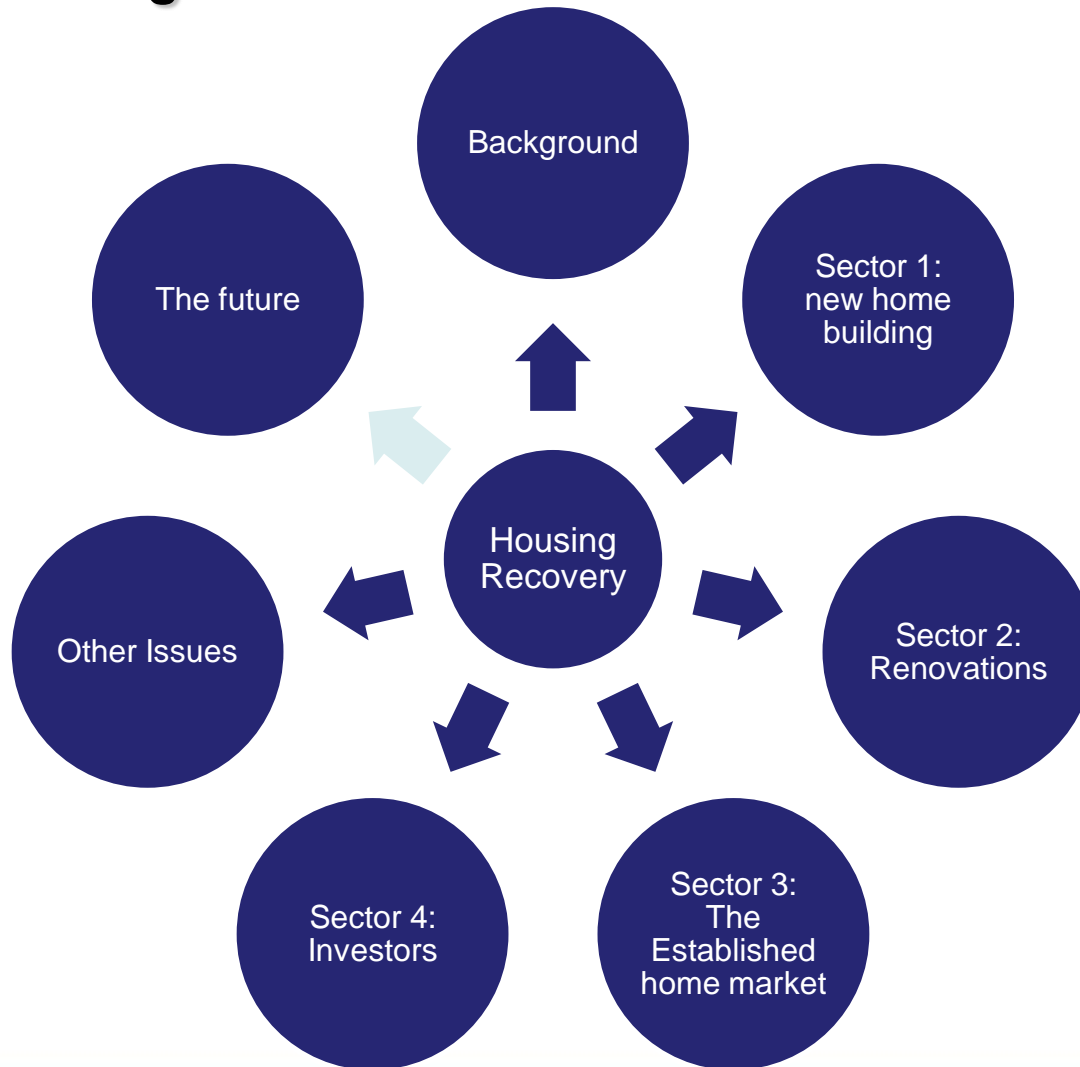 Background
Sector 1:
new home
building
Sector 2:
Renovations
Sector 3:
The
Established
home market
Sector 4:
Investors
Other Issues
The future
Housing
Recovery